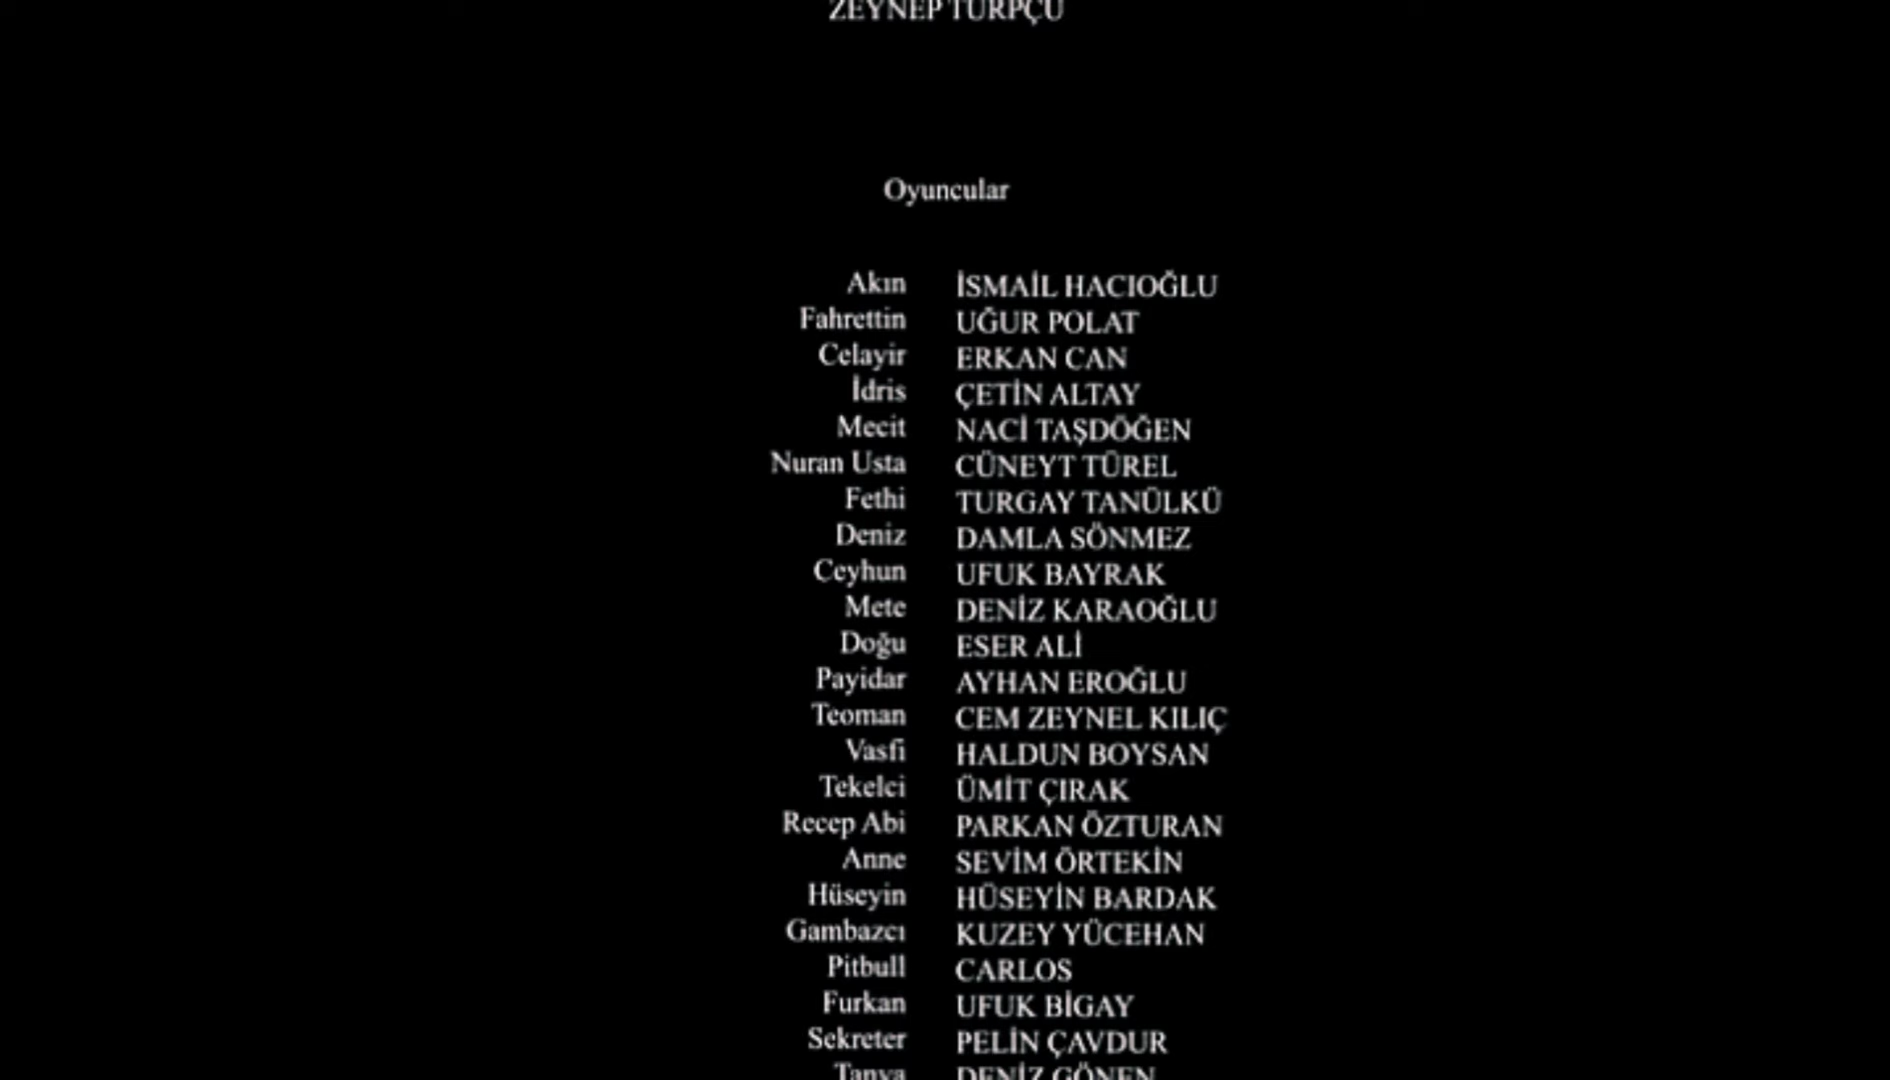 ZEYNEP TURPÇU
Oyuncular
Akın İSMAİL HACIOĞLU
Fahrettin UĞUR POLAT
Celayir ERKAN CAN
İdris ÇETİN ALTAY
Mecit NACİ TAŞDÖĞEN
Nuran Usta CÜNEYT TÜREL
Fethi TURGAY TANÜLKÜ
Deniz DAMLA SÖNMEZ
Ceyhun UFUK BAYRAK
Mete DENİZ KARAOĞLU
Doğu ESER ALİ
Payidar AYHAN EROĞLU
Teoman CEM ZEYNEL KILIÇ
Vasfi HALDUN BOYSAN
Tekelci ÜMİT ÇIRAK
Recep Abi PARKAN ÖZTURAN
Anne SEVİM ÖRTEKİN
Hüseyin HÜSEYİN BARDAK
Gambazcı KUZEY YÜCEHAN
Pitbull CARLOS
Furkan UFUK BİGAY
Sekreter PELİN ÇAVDUR
Tanya DENİZ GÖNEN